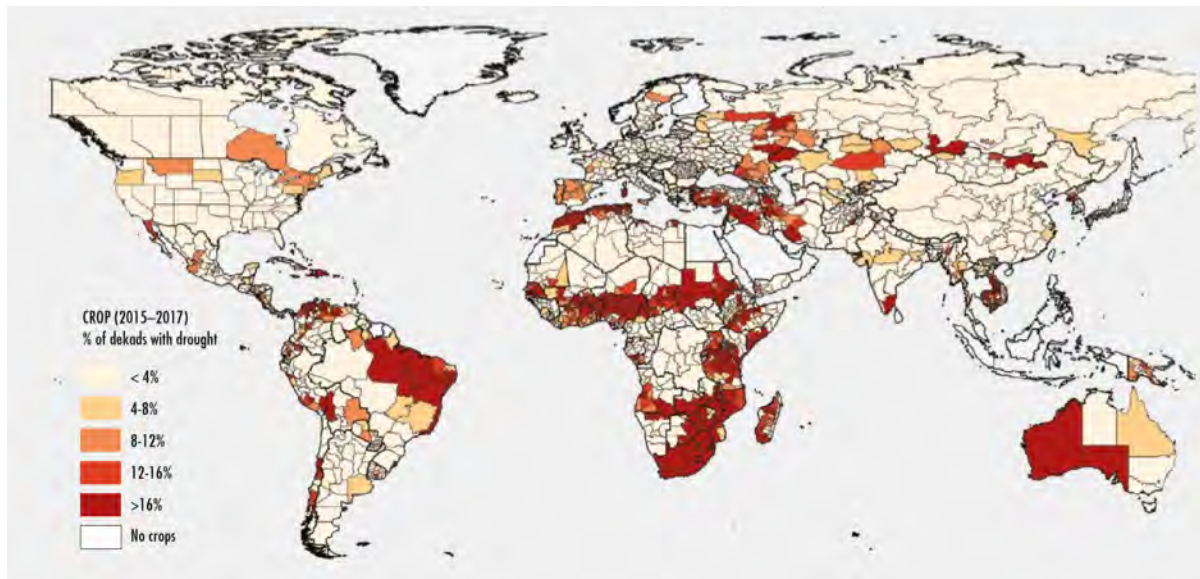 CROP (2015–2017)
% of dekads with drought
< 4%
4-8%
8-12%
12-16%
>16%
No crops